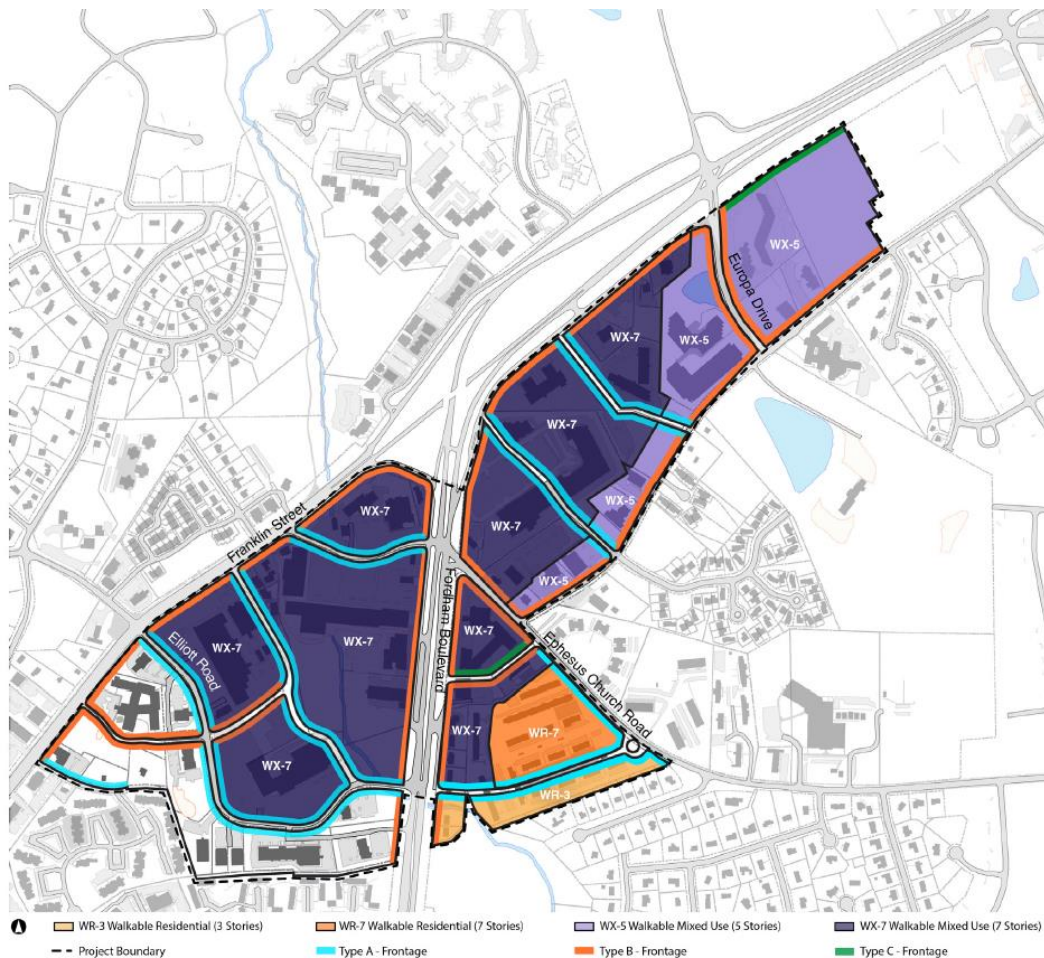 WX-5
Europa Drive
WX-7
WX-5
WX-7
WX-7
WX-5
WX-7
Franklin Street
WX-5
Fordham Boulevard
WX-7
Ephesus Church Road
WX-7
WX-7
Elliott Road
WX-7
WR-7
WX-7
WR-3
WR-3 Walkable Residential (3 Stories)
WR-7 Walkable Residential (7 Stories)
WX-5 Walkable Mixed Use (5 Stories)
WX-7 Walkable Mixed Use (7 Stories)
Project Boundary
Type A - Frontage
Type B - Frontage
Type C - Frontage